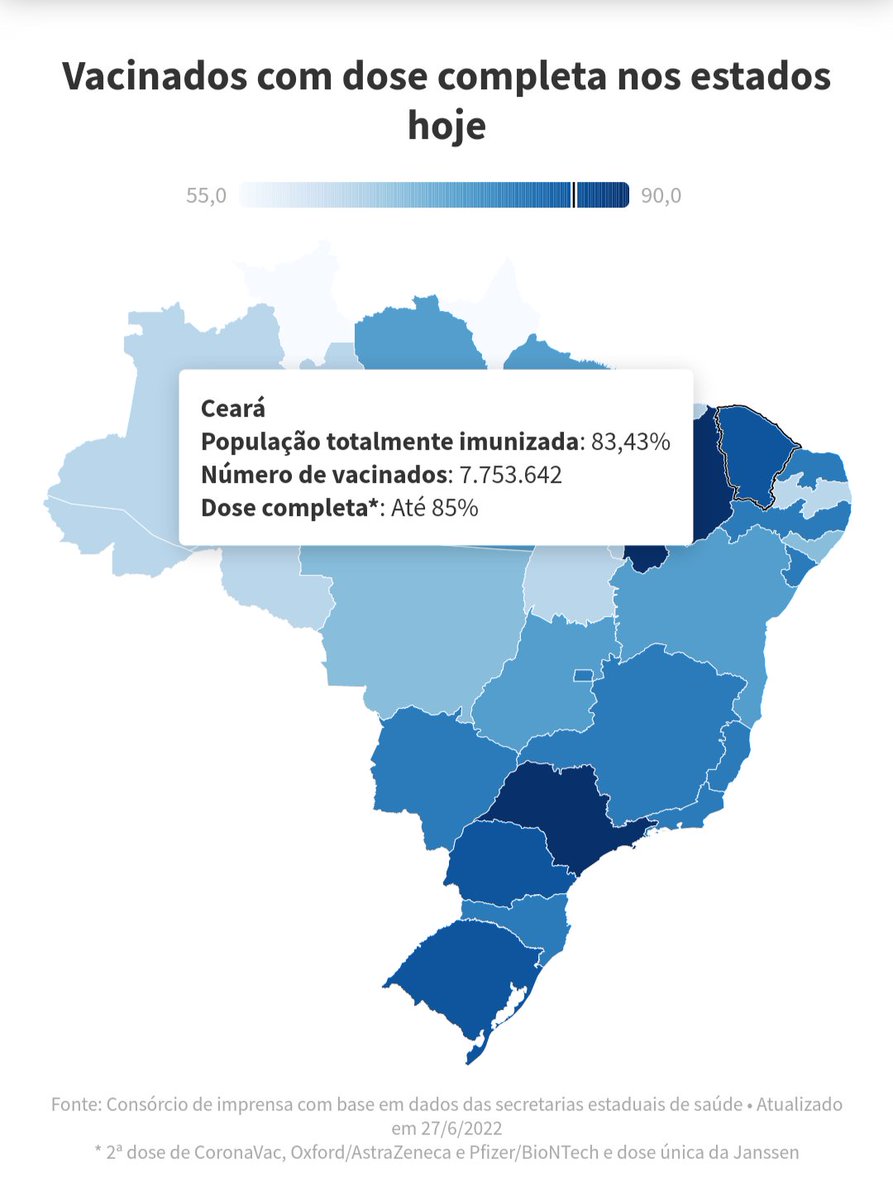 Vacinados com dose completa nos estados
hoje
55,0
90,0
Ceará
População totalmente imunizada: 83,43%
Número de vacinados: 7.753.642
Dose completa*: Até 85%
Fonte: Consórcio de imprensa com base em dados das secretarias estaduais de saúde • Atualizado
em 27/6/2022
* 2ª dose de CoronaVac, Oxford/AstraZeneca e Pfizer/BioNTech e dose única da Janssen